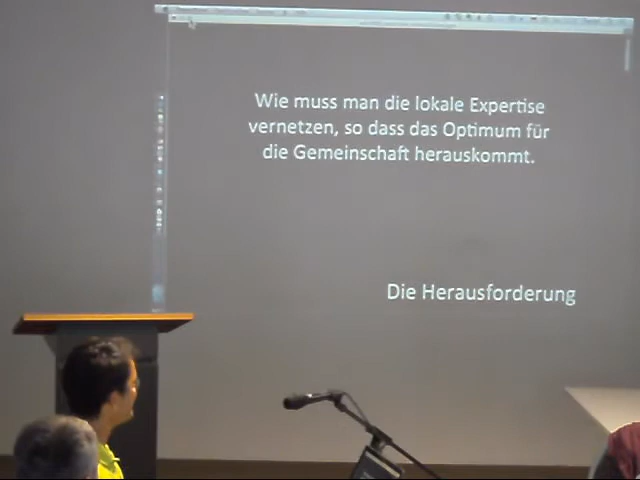 Wie muss man die lokale Expertise
vernetzen, so dass das Optimum für
die Gemeinschaft herauskommt.
Die Herausforderung